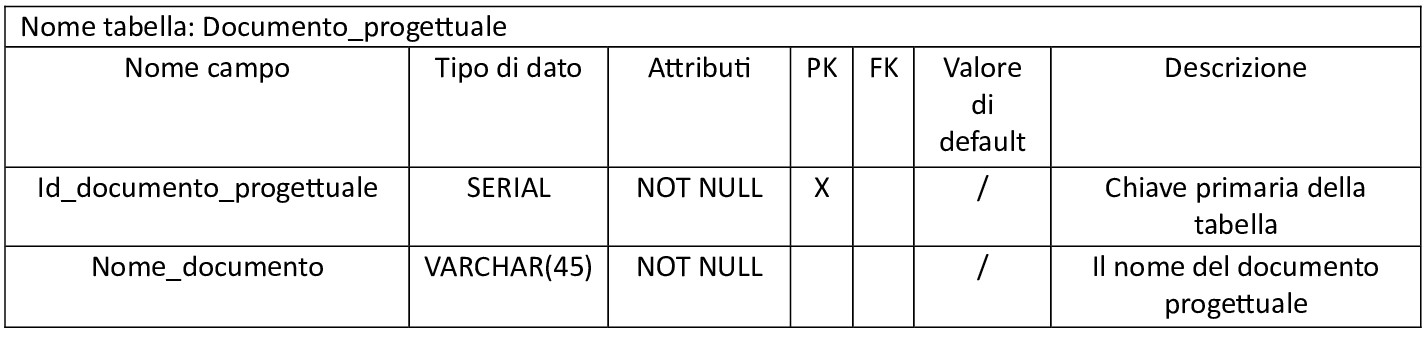 Nome tabella: Documento_progettuale
Nome campo Tipo di dato Attributi PK FK Valore di default Descrizione
Id_documento_progettuale SERIAL NOT NULL X / Chiave primaria della tabella
Nome_documento VARCHAR(45) NOT NULL / Il nome del documento progettuale